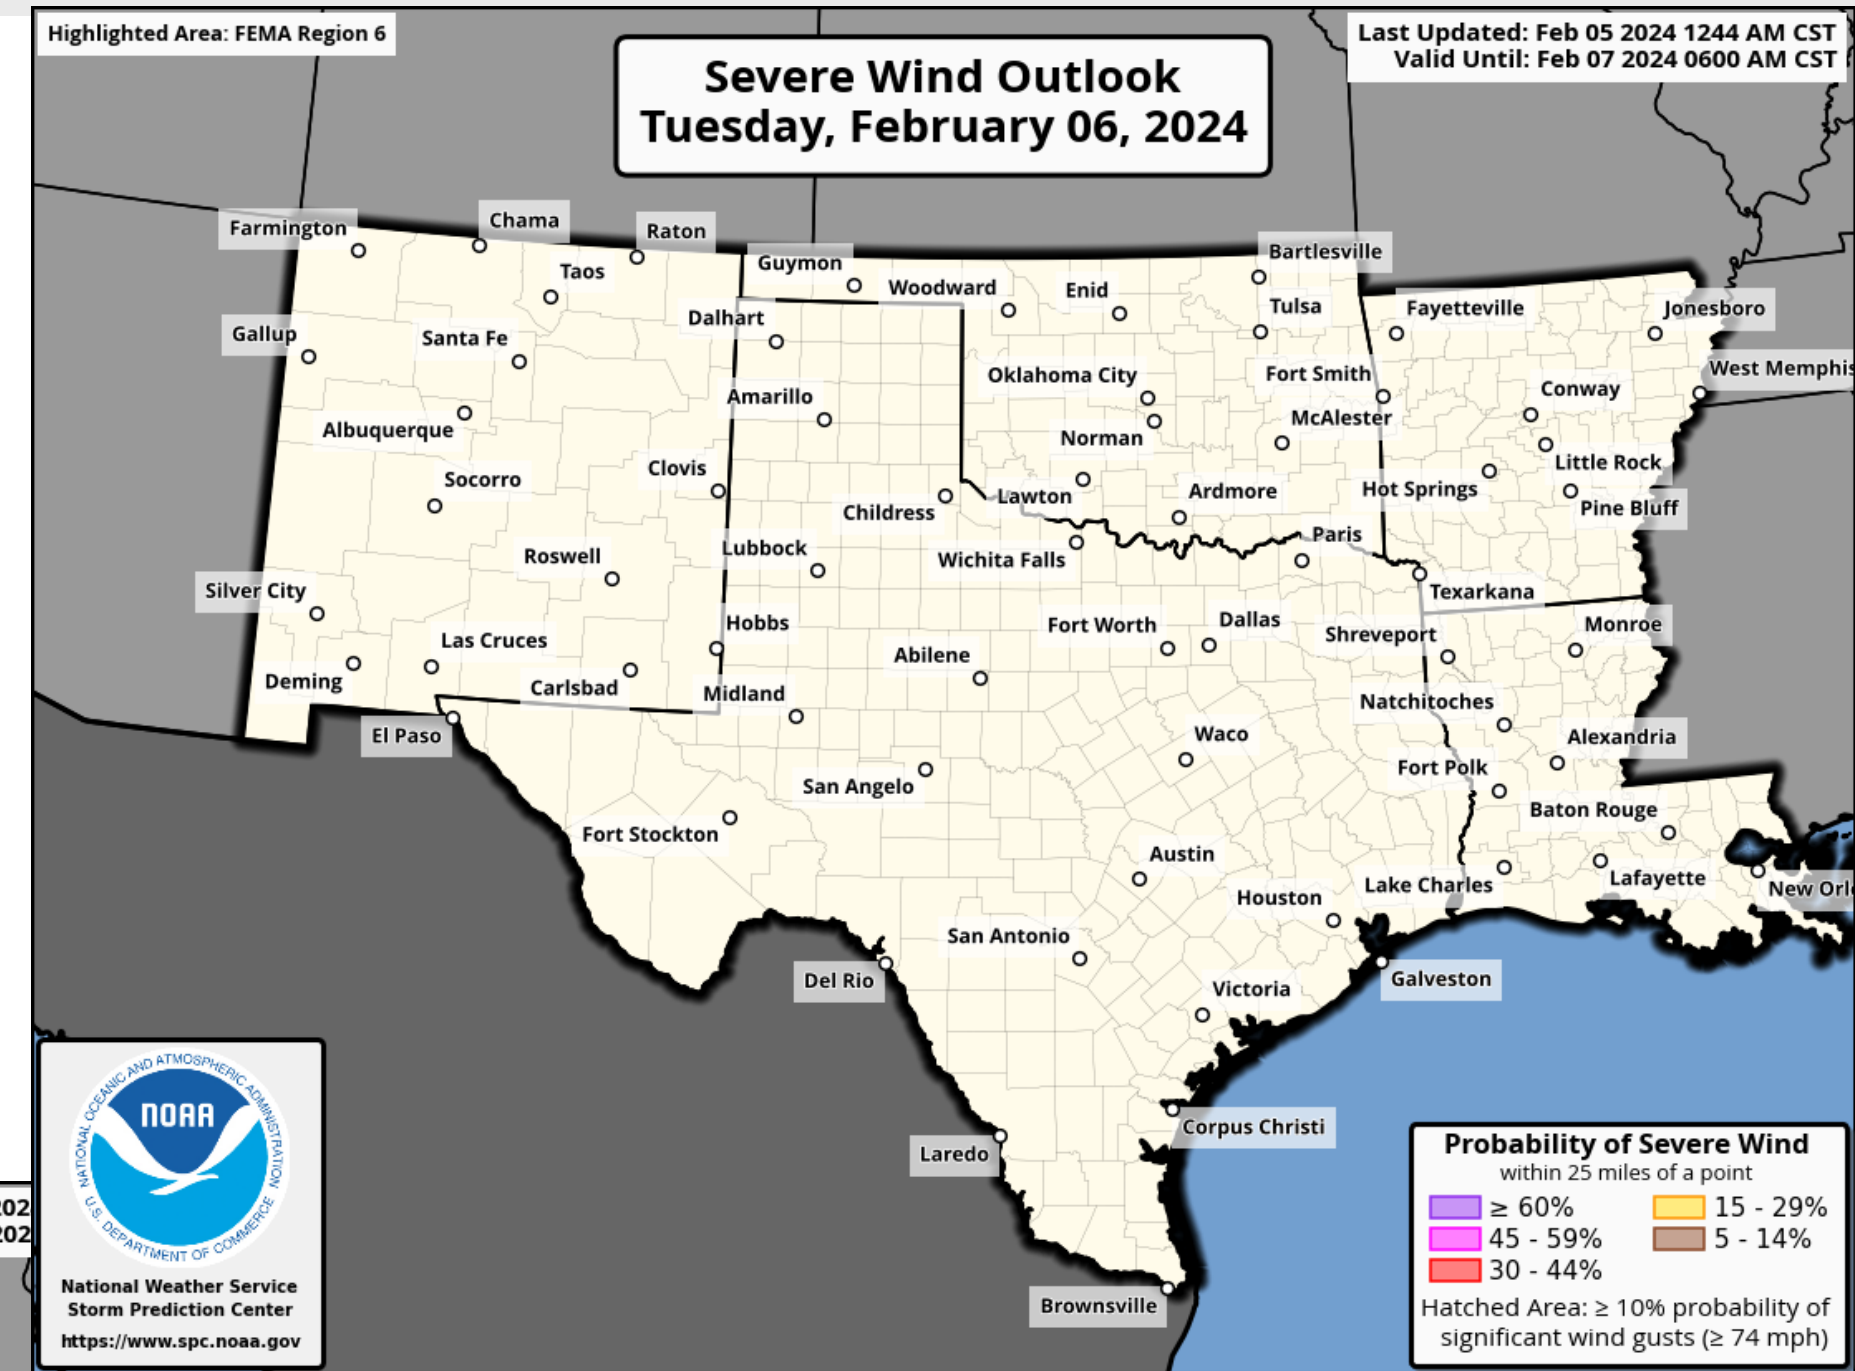 Highlighted Area: FEMA Region 6
Severe Wind Outlook
Tuesday, February 06, 2024
Last Updated: Feb 05 2024 1244 AM CST
Valid Until: Feb 07 2024 0600 AM CST
Farmington
Chama
Raton
Taos
Guymon
Woodward
Enid
Bartlesville
Tulsa
Fayetteville
Jonesboro
Gallup
Santa Fe
Dalhart
Oklahoma City
Fort Smith
Conway
West Memphis
Albuquerque
Amarillo
Norman
McAlester
Little Rock
Socorro
Clovis
Childress
Lawton
Ardmore
Hot Springs
Pine Bluff
Roswell
Lubbock
Wichita Falls
Paris
Texarkana
Silver City
Las Cruces
Hobbs
Abilene
Fort Worth
Dallas
Shreveport
Monroe
Deming
Carlsbad
Midland
Natchitoches
El Paso
San Angelo
Waco
Fort Polk
Alexandria
Fort Stockton
Austin
Baton Rouge
Houston
Lake Charles
Lafayette
New Orl
San Antonio
Del Rio
Victoria
Galveston
Laredo
Corpus Christi
Brownsville
202
202
NATIONAL OCEANIC AND ATMOSPHERIC ADMINISTRATION
NOAA
U.S. DEPARTMENT OF COMMERCE
National Weather Service
Storm Prediction Center
https://www.spc.noaa.gov
Probability of Severe Wind
within 25 miles of a point
≥ 60% 15 - 29%
45 - 59% 5 - 14%
30 - 44%
Hatched Area: ≥ 10% probability of
significant wind gusts (≥ 74 mph)